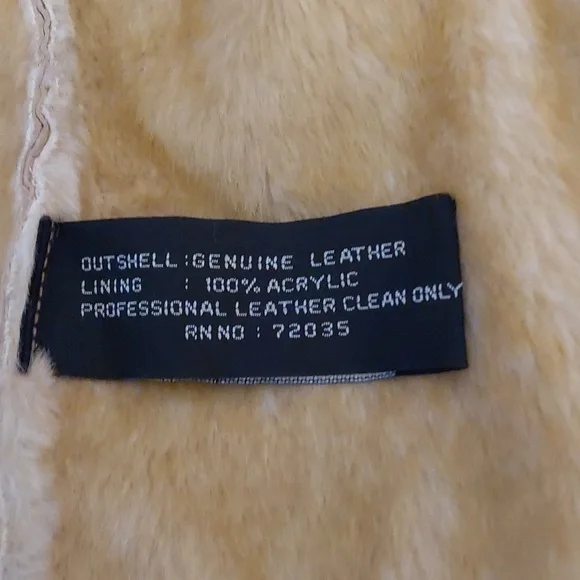 OUTSHELL : GENUINE LEATHER
LINING : 100% ACRYLIC
PROFESSIONAL LEATHER CLEAN ONLY
RN NO : 72035